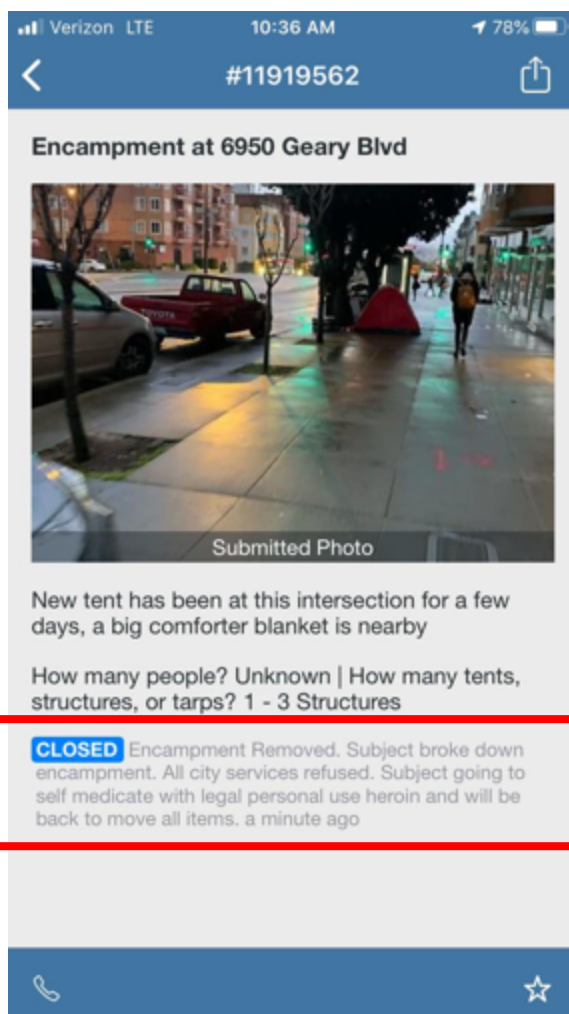 Verizon LTE 10:36 AM 78%
#11919562
Encampment at 6950 Geary Blvd
TOYOTA
Submitted Photo
New tent has been at this intersection for a few
days, a big comforter blanket is nearby
How many people? Unknown | How many tents,
structures, or tarps? 1 - 3 Structures
CLOSED Encampment Removed. Subject broke down
encampment. All city services refused. Subject going to
self medicate with legal personal use heroin and will be
back to move all items. a minute ago